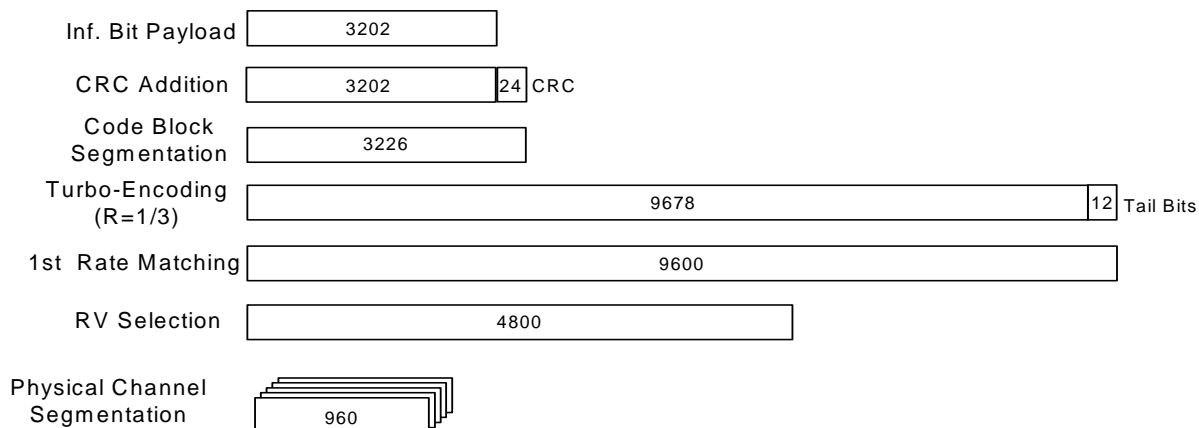 Inf. Bit Payload 3202
CRC Addition 3202 24 CRC
Code Block
Segmentation 3226
Turbo-Encoding
(R=1/3) 9678 12 Tail Bits
1st Rate Matching 9600
RV Selection 4800
Physical Channel
Segmentation 960